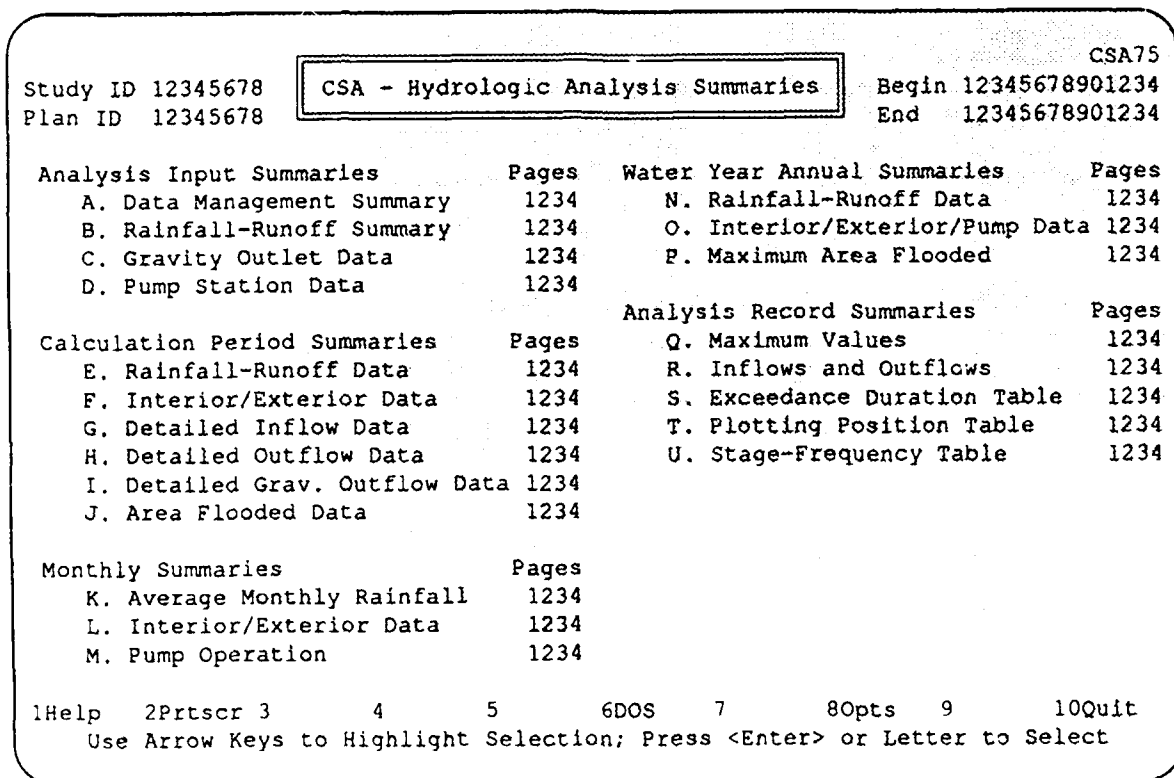 CSA75
Study ID 12345678 CSA - Hydrologic Analysis Summaries Begin 12345678901234
Plan ID 12345678 End 12345678901234
Analysis Input Summaries Pages
A. Data Management Summary 1234
B. Rainfall-Runoff Summary 1234
C. Gravity Outlet Data 1234
D. Pump Station Data 1234
Calculation Period Summaries Pages
E. Rainfall-Runoff Data 1234
F. Interior/Exterior Data 1234
G. Detailed Inflow Data 1234
H. Detailed Outflow Data 1234
I. Detailed Grav. Outflow Data 1234
J. Area Flooded Data 1234
Monthly Summaries Pages
K. Average Monthly Rainfall 1234
L. Interior/Exterior Data 1234
M. Pump Operation 1234
Water Year Annual Summaries Pages
N. Rainfall-Runoff Data 1234
O. Interior/Exterior/Pump Data 1234
P. Maximum Area Flooded 1234
Analysis Record Summaries Pages
Q. Maximum Values 1234
R. Inflows and Outflows 1234
S. Exceedance Duration Table 1234
T. Plotting Position Table 1234
U. Stage-Frequency Table 1234
1Help 2Prtscr 3 4 5 6DOS 7 8Opts 9 10Quit
Use Arrow Keys to Highlight Selection; Press <Enter> or Letter to Select